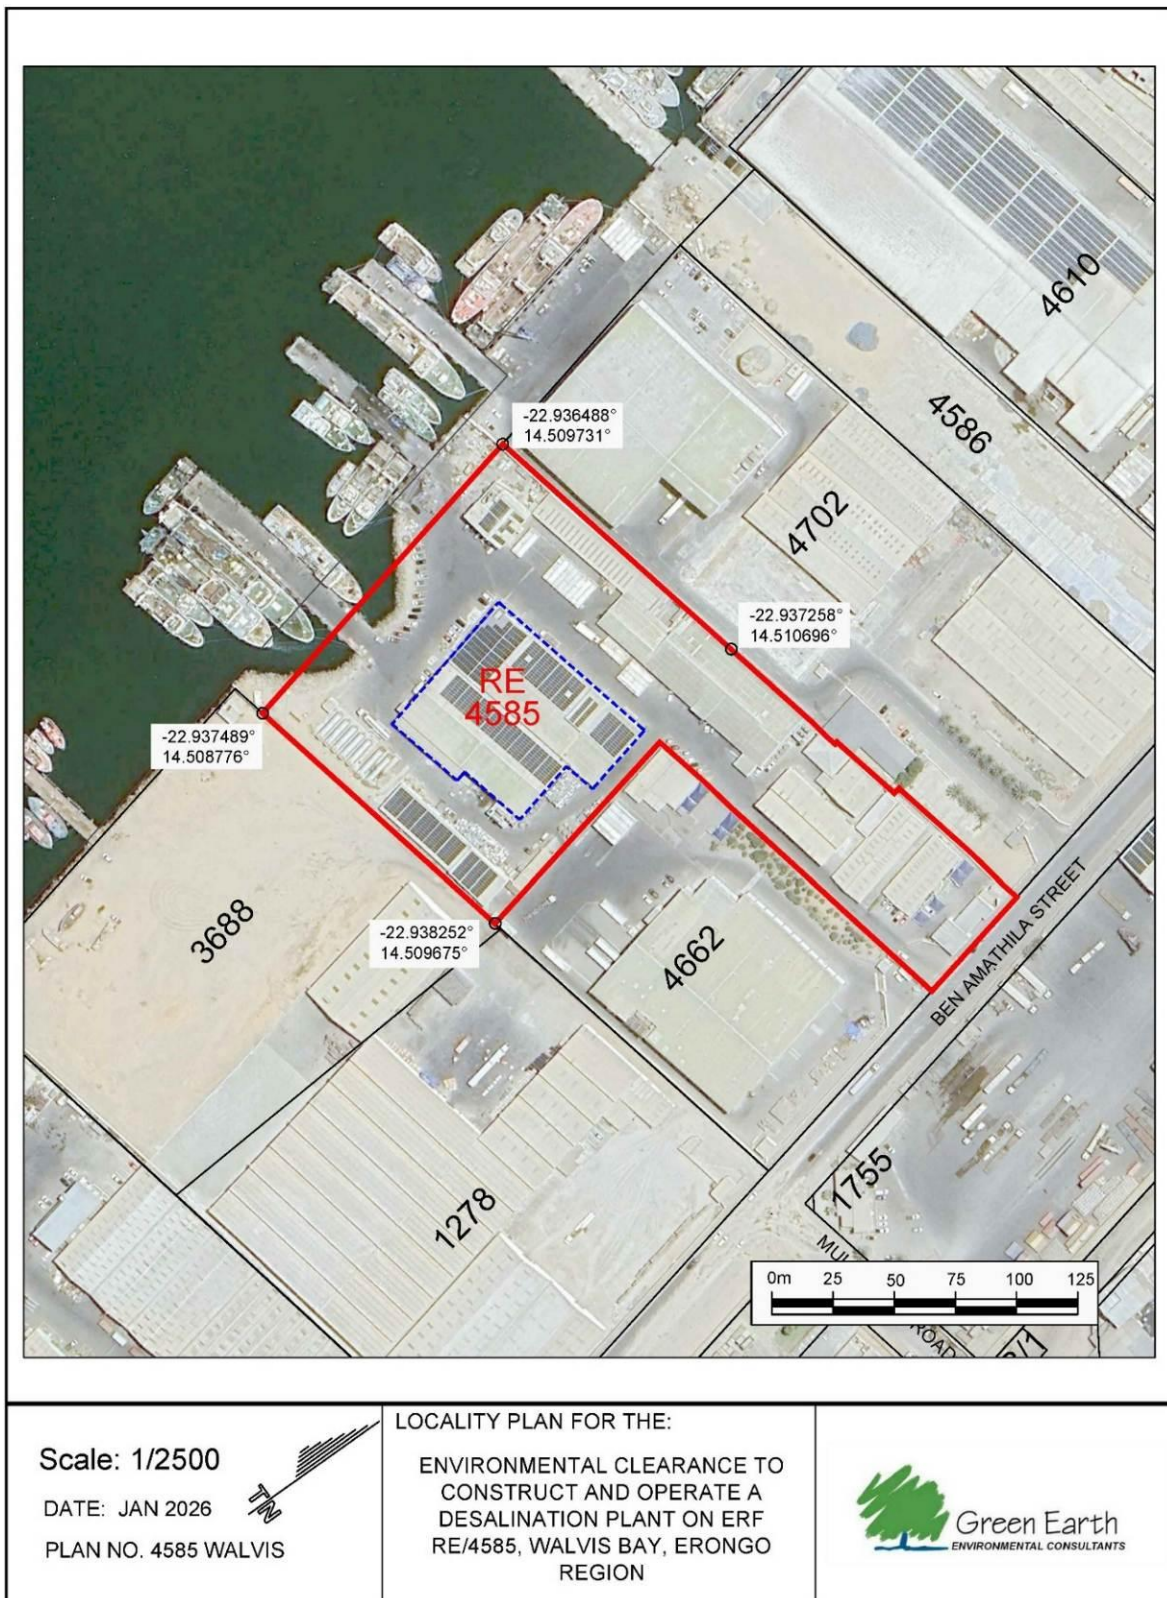 4610
4586
-22.936488°
14.509731°
4702
-22.937258°
14.510696°
RE
4585
-22.937489°
14.508776°
3688
-22.938252°
14.509675°
4662
BEN AMATHILA STREET
1278
1755
0m 25 50 75 100 125
ROAD
Scale: 1/2500
TN
DATE: JAN 2026
PLAN NO. 4585 WALVIS
LOCALITY PLAN FOR THE:
ENVIRONMENTAL CLEARANCE TO
CONSTRUCT AND OPERATE A
DESALINATION PLANT ON ERF
RE/4585, WALVIS BAY, ERONGO
REGION
Green Earth
ENVIRONMENTAL CONSULTANTS